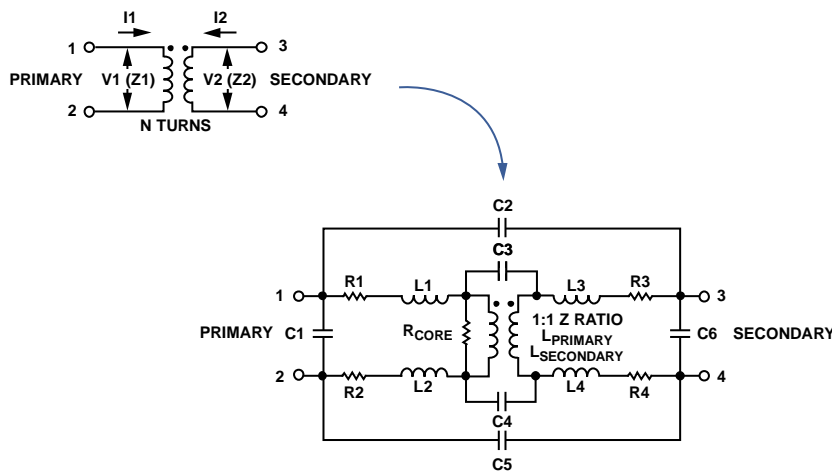 I1 I2
1 3
PRIMARY V1 (Z1) V2 (Z2) SECONDARY
2 4
N TURNS
C2
C3
R1 L1 L3 R3
1 3
PRIMARY C1 RCORE 1:1 Z RATIO C6 SECONDARY
LPRIMARY
LSECONDARY
2 4
R2 L2 L4 R4
C4
C5